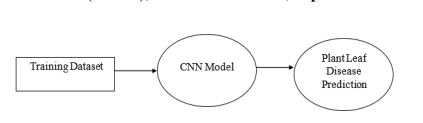 Training Dataset
CNN Model
Plant Leaf
Disease
Prediction